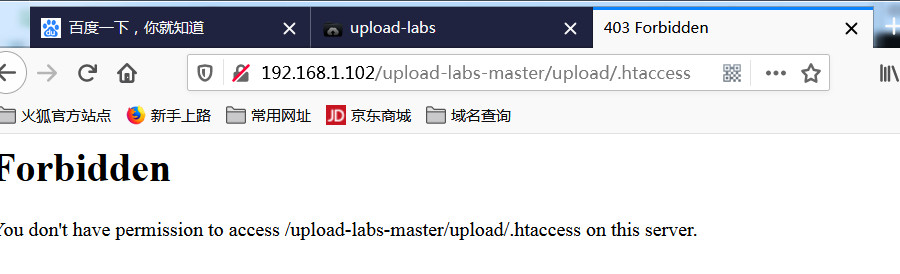 百度一下，你就知道
upload-labs
403 Forbidden
192.168.1.102/upload-labs-master/upload/.htaccess
火狐官方站点
新手上路
常用网址
JD 京东商城
域名查询
Forbidden
You don't have permission to access /upload-labs-master/upload/.htaccess on this server.